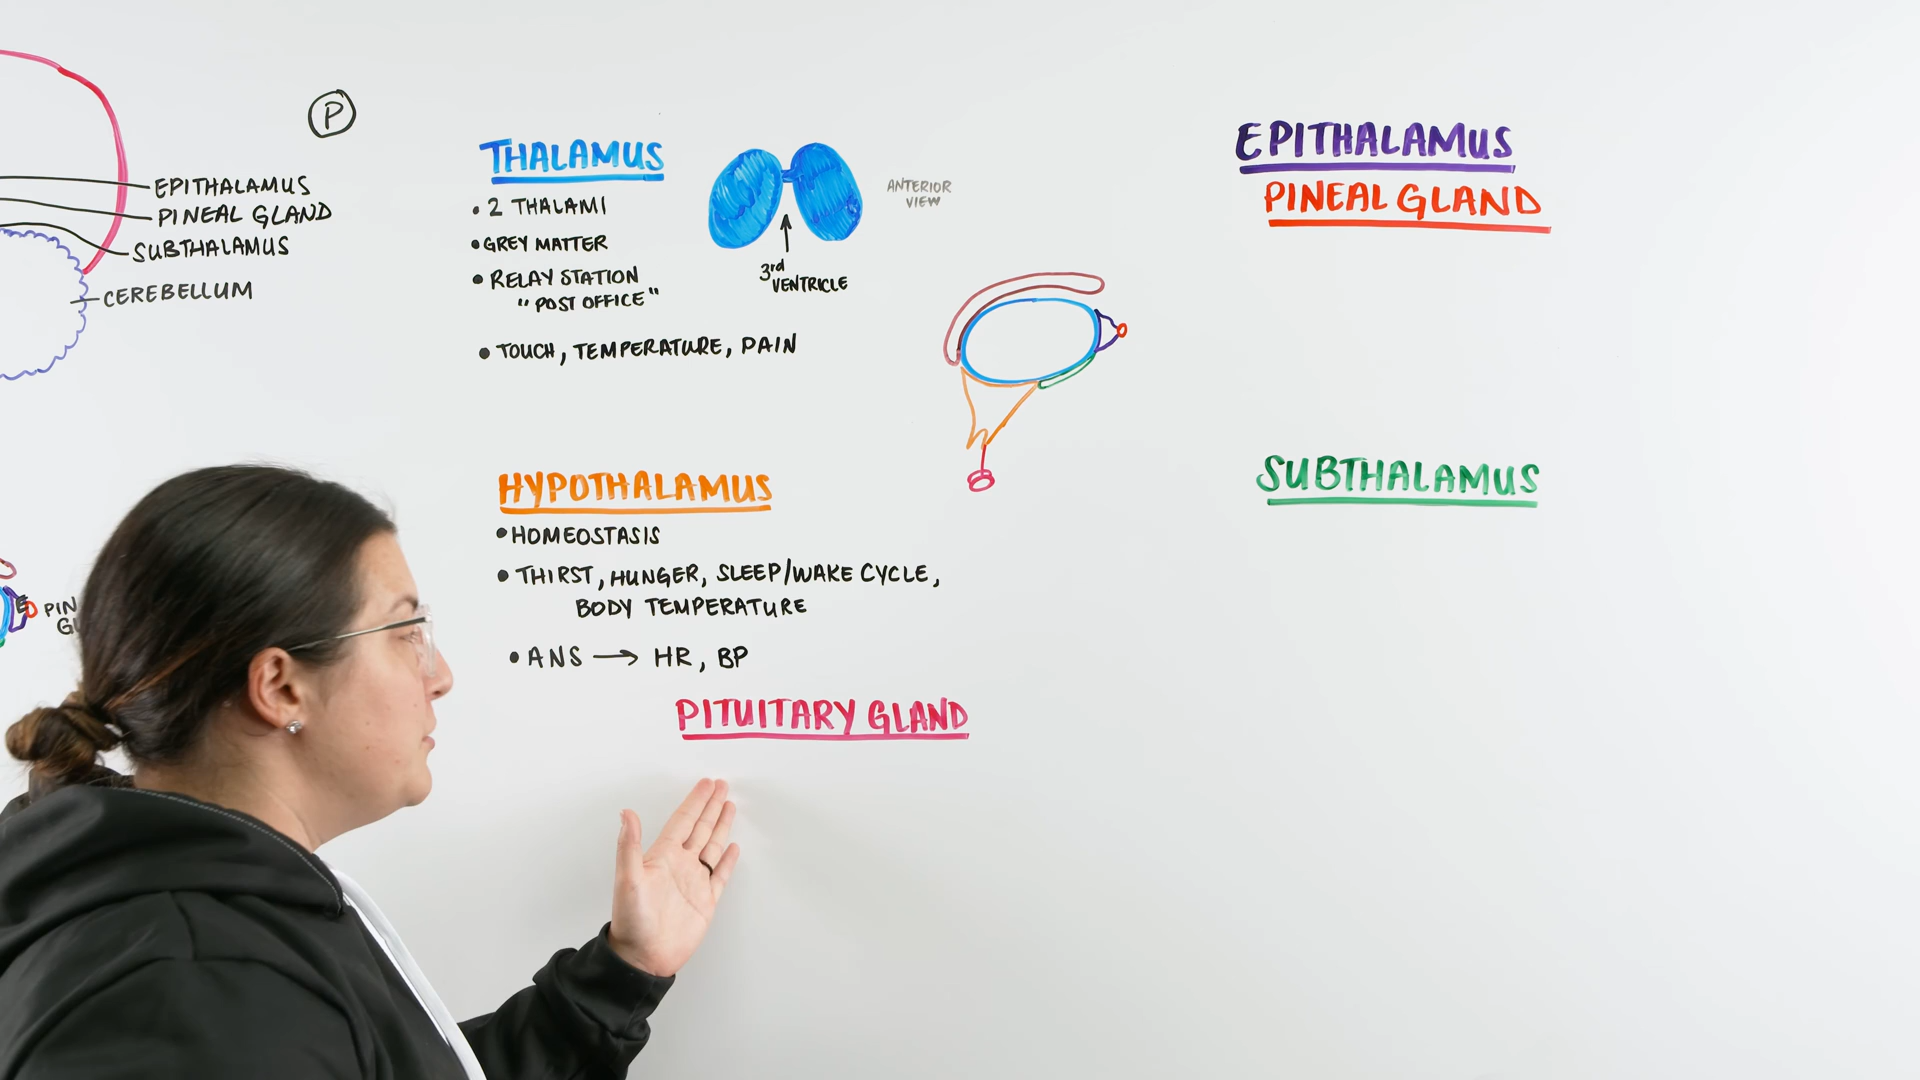 P
EPITHALAMUS
PINEAL GLAND
SUBTHALAMUS
CEREBELLUM
THALAMUS
• 2 THALAMI
• GREY MATTER
• RELAY STATION
"POST OFFICE"
• TOUCH, TEMPERATURE, PAIN
3rd
VENTRICLE
ANTERIOR
VIEW
HYPOTHALAMUS
• HOMEOSTASIS
• THIRST, HUNGER, SLEEP/WAKE CYCLE,
BODY TEMPERATURE
• ANS → HR, BP
PITUITARY GLAND
EPITHALAMUS
PINEAL GLAND
SUBTHALAMUS
E